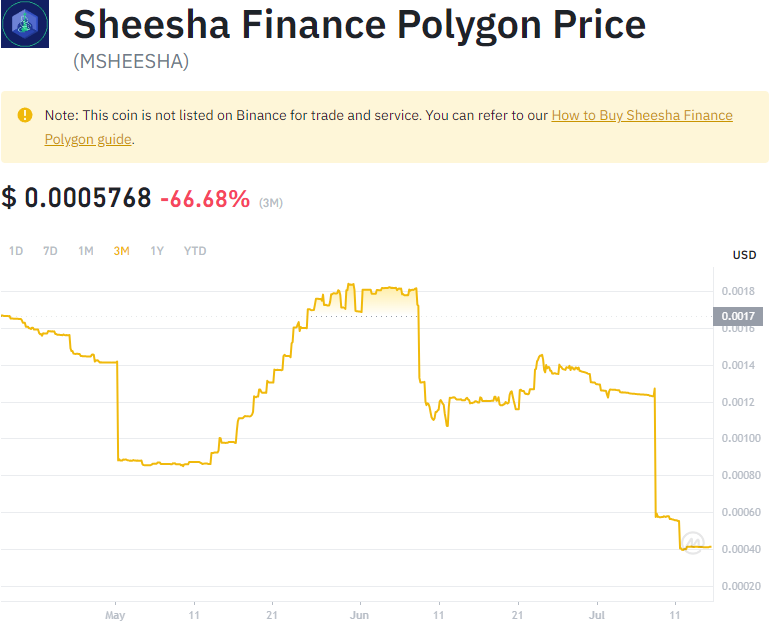 Sheesha Finance Polygon Price
(MSHEESHA)
Note: This coin is not listed on Binance for trade and service. You can refer to our How to Buy Sheesha Finance
Polygon guide.
$ 0.0005768 -66.68% (3M)
1D 7D 1M 3M 1Y YTD
USD
0.0018
0.0017
0.0016
0.0014
0.0012
0.00100
0.00080
0.00060
0.00040
0.00020
May 11 21 Jun 11 21 Jul 11